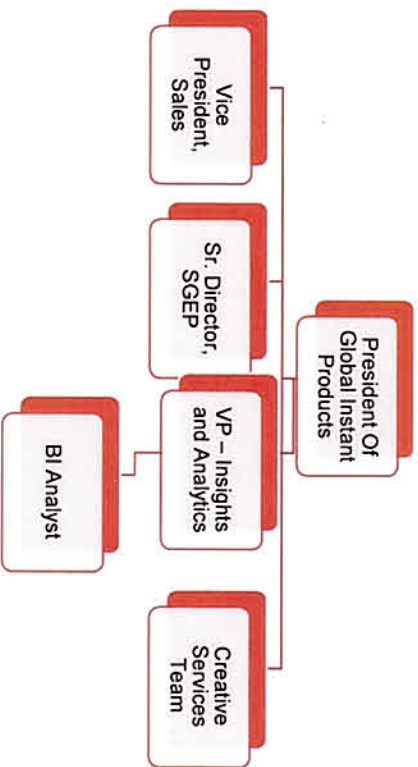 President Of
Global Instant
Products
Vice
President,
Sales
Sr. Director,
SGEP
VP – Insights
and Analytics
Creative
Services
Team
BI Analyst